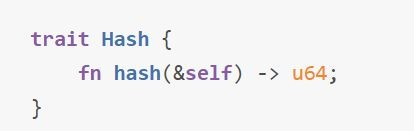 trait Hash {
    fn hash(&self) -> u64;
}